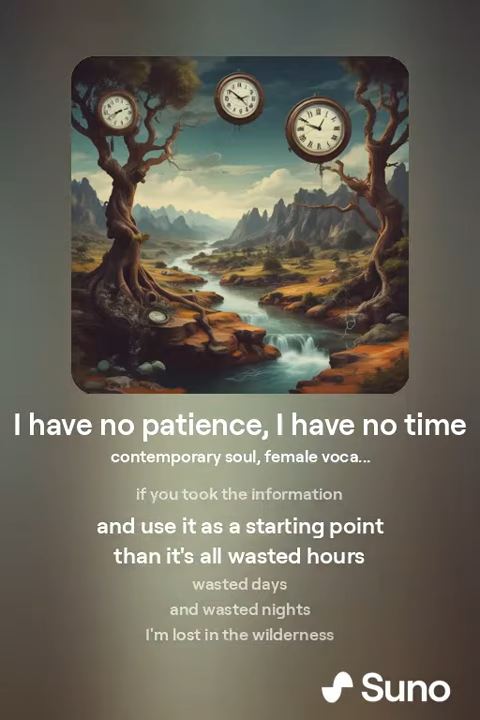 I have no patience, I have no time
contemporary soul, female voca...
if you took the information
and use it as a starting point
than it's all wasted hours
wasted days
and wasted nights
I'm lost in the wilderness
Suno